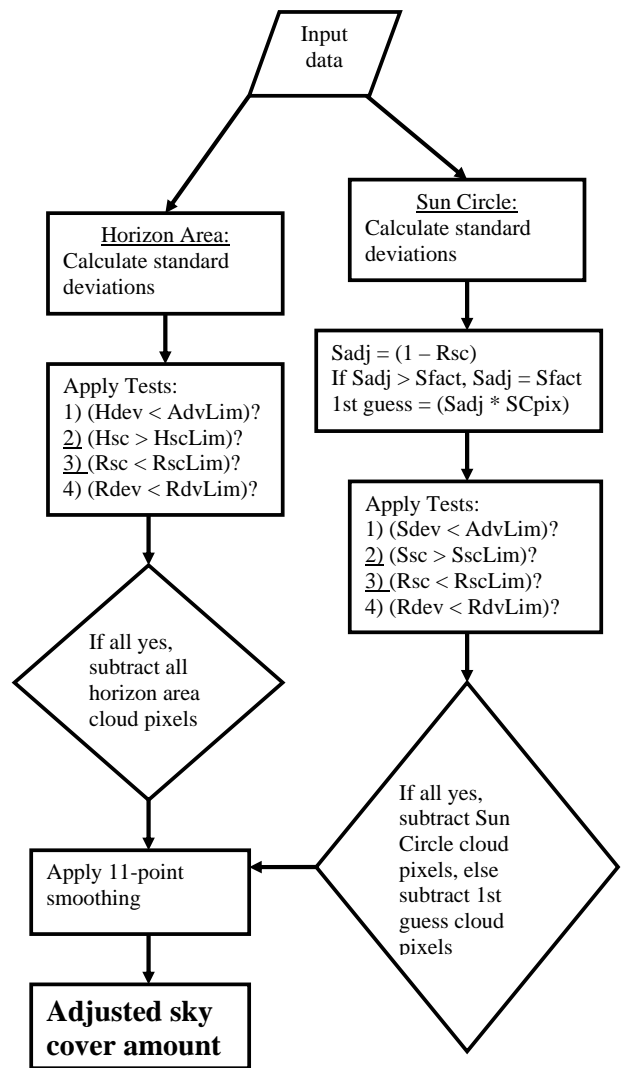 Input
data
Horizon Area:
Calculate standard
deviations
Apply Tests:
1) (Hdev < AdvLim)?
2) (Hsc > HscLim)?
3) (Rsc < RscLim)?
4) (Rdev < RdvLim)?
If all yes,
subtract all
horizon area
cloud pixels
Sun Circle:
Calculate standard
deviations
Sadj = (1 – Rsc)
If Sadj > Sfact, Sadj = Sfact
1st guess = (Sadj * SCpix)
Apply Tests:
1) (Sdev < AdvLim)?
2) (Ssc > SscLim)?
3) (Rsc < RscLim)?
4) (Rdev < RdvLim)?
If all yes,
subtract Sun
Circle cloud
pixels, else
subtract 1st
guess cloud
pixels
Apply 11-point
smoothing
Adjusted sky
cover amount